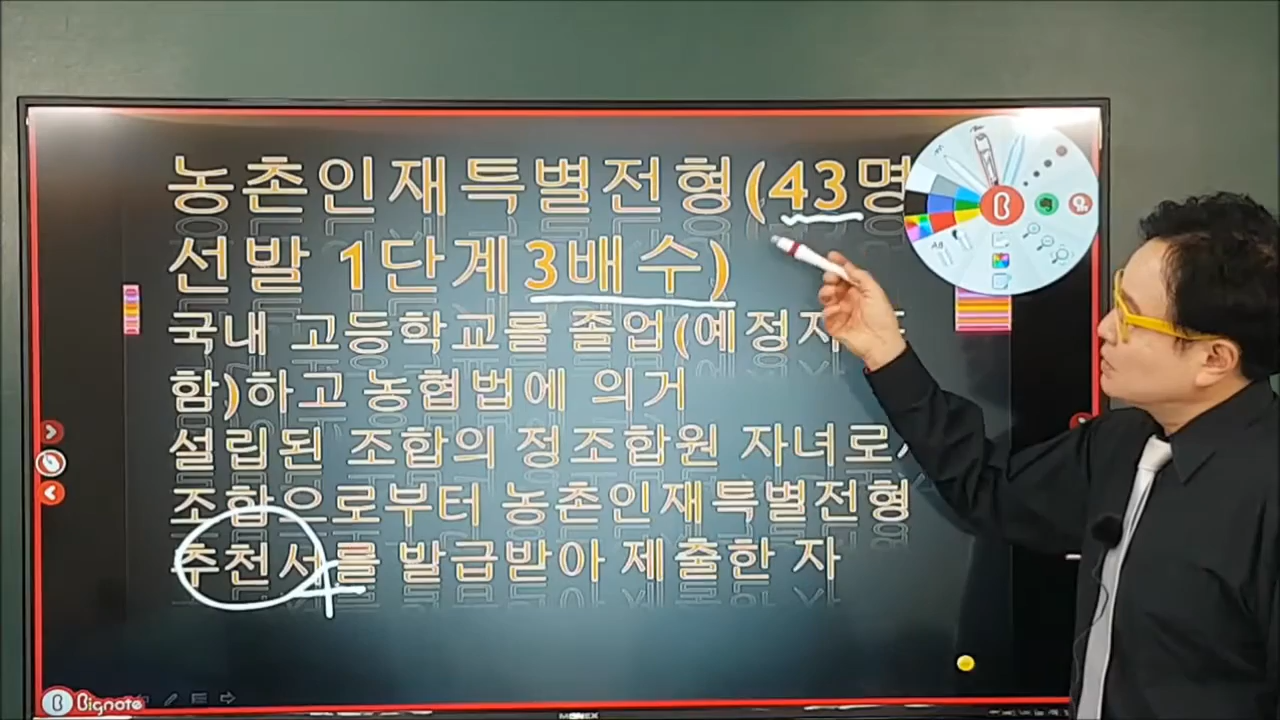 농촌인재특별전형(43명
선발 1단계3배수)
국내 고등학교를 졸업(예정자
함)하고 농협법에 의거
설립된 조합의 정조합원 자녀로
조합으로부터 농촌인재특별전형
추천서를 발급받아 제출한 자
Bignote